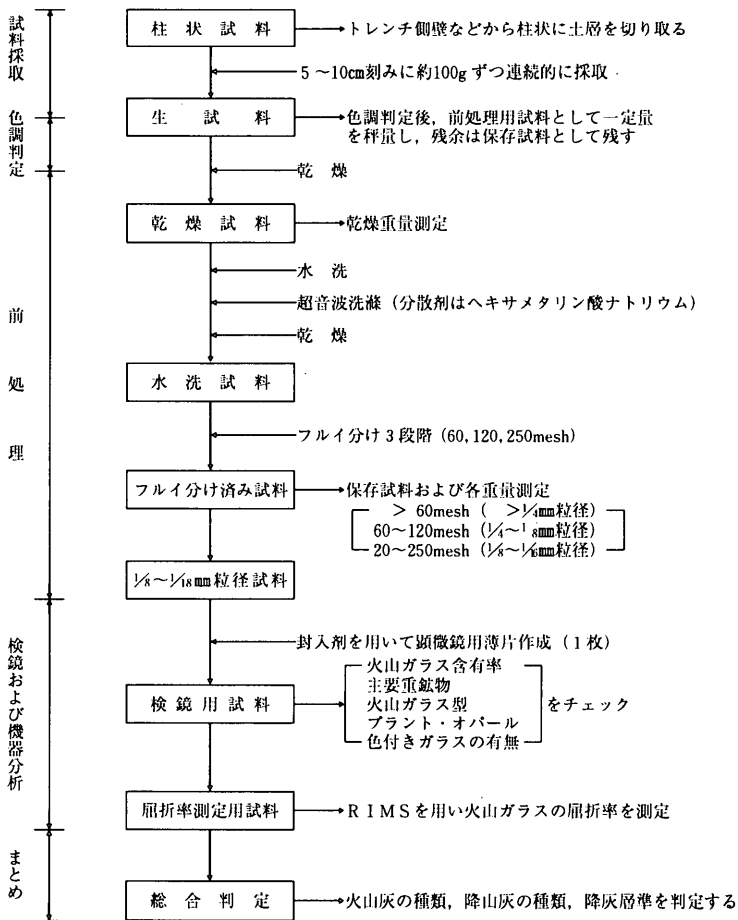 試料採取
色調判定
前処理
検鏡および機器分析
まとめ
柱状試料
トレンチ側壁などから柱状に土層を切り取る
5～10cm刻みに約100gずつ連続的に採取
生試料
色調判定後，前処理用試料として一定量
を秤量し，残余は保存試料として残す
乾燥
乾燥試料
乾燥重量測定
水洗
超音波洗滌（分散剤はヘキサメタリン酸ナトリウム）
乾燥
水洗試料
フルイ分け3段階（60,120,250mesh）
フルイ分け済み試料
保存試料および各重量測定
＞60mesh（ ＞1/4mm粒径）
60～120mesh（1/4～1/8mm粒径）
20～250mesh（1/8～1/16mm粒径）
1/8～1/18mm粒径試料
封入剤を用いて顕微鏡用薄片作成（1枚）
検鏡用試料
火山ガラス含有率
主要重鉱物
火山ガラス型
プラント・オパール
色付きガラスの有無
をチェック
屈折率測定用試料
RIMSを用い火山ガラスの屈折率を測定
総合判定
火山灰の種類，降山灰の種類，降灰層準を判定する